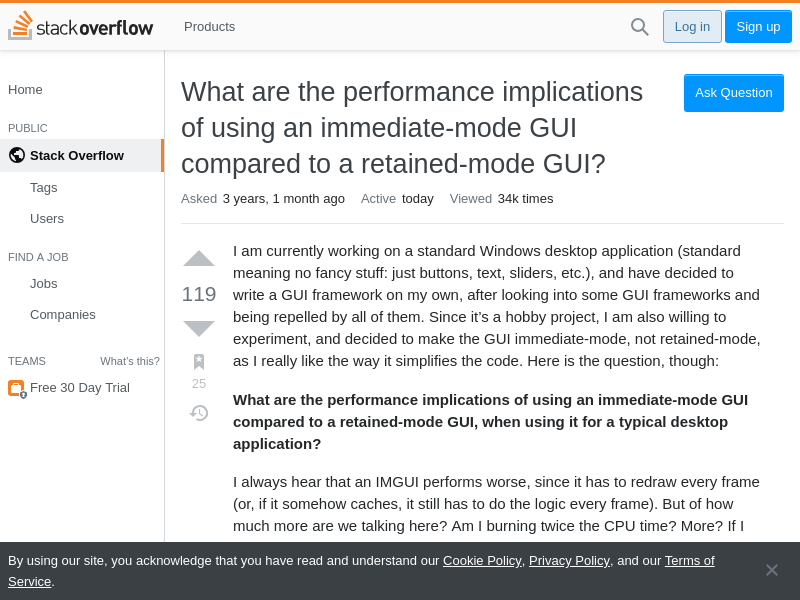 stackoverflow
Products
Log in
Sign up
Home
PUBLIC
Stack Overflow
Tags
Users
FIND A JOB
Jobs
Companies
TEAMS
What's this?
Free 30 Day Trial
What are the performance implications
of using an immediate-mode GUI
compared to a retained-mode GUI?
Ask Question
Asked 3 years, 1 month ago Active today Viewed 34k times
119
25
I am currently working on a standard Windows desktop application (standard
meaning no fancy stuff: just buttons, text, sliders, etc.), and have decided to
write a GUI framework on my own, after looking into some GUI frameworks and
being repelled by all of them. Since it’s a hobby project, I am also willing to
experiment, and decided to make the GUI immediate-mode, not retained-mode,
as I really like the way it simplifies the code. Here is the question, though:
What are the performance implications of using an immediate-mode GUI
compared to a retained-mode GUI, when using it for a typical desktop
application?
I always hear that an IMGUI performs worse, since it has to redraw every frame
(or, if it somehow caches, it still has to do the logic every frame). But of how
much more are we talking here? Am I burning twice the CPU time? More? If I
By using our site, you acknowledge that you have read and understand our Cookie Policy, Privacy Policy, and our Terms of
Service.